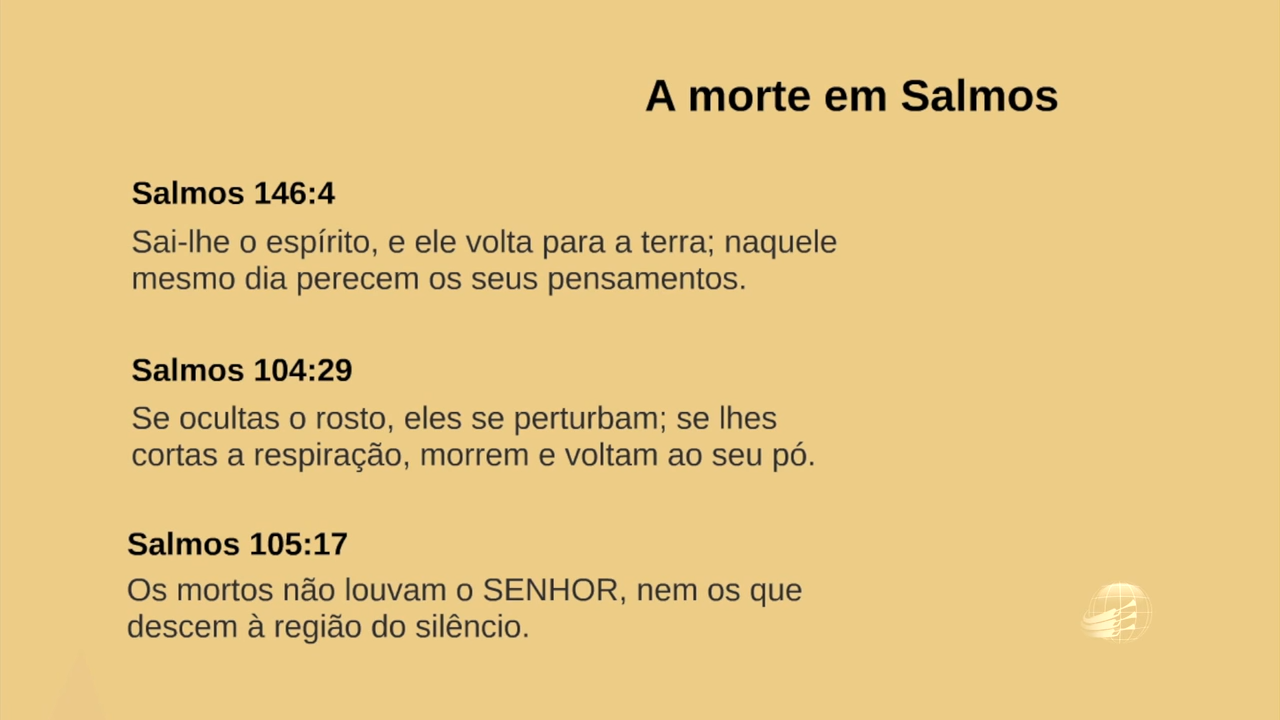 A morte em Salmos
Salmos 146:4
Sai-lhe o espírito, e ele volta para a terra; naquele
mesmo dia perecem os seus pensamentos.
Salmos 104:29
Se ocultas o rosto, eles se perturbam; se lhes
cortas a respiração, morrem e voltam ao seu pó.
Salmos 105:17
Os mortos não louvam o SENHOR, nem os que
descem à região do silêncio.